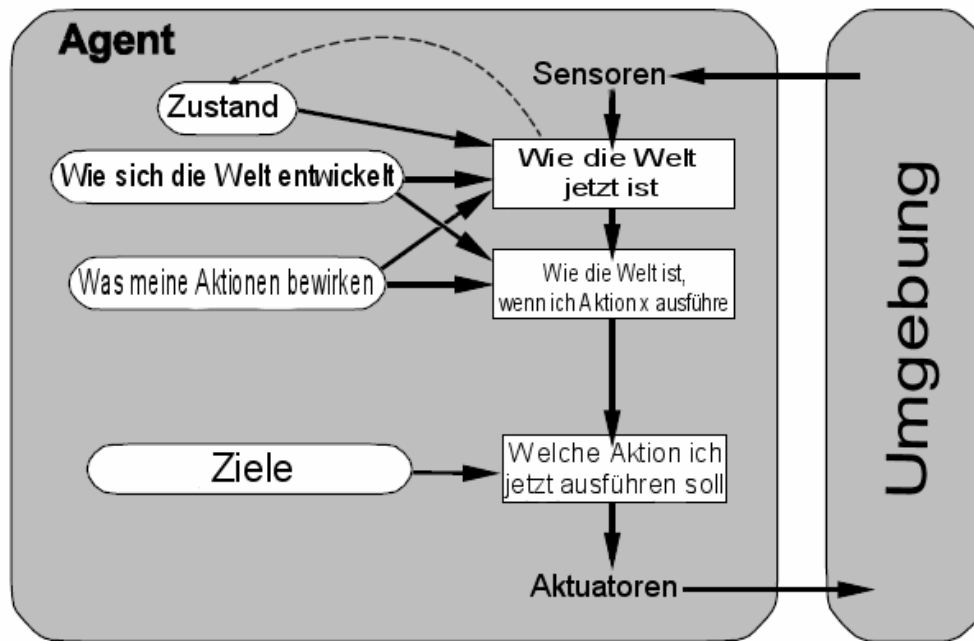 Agent
Sensoren
Zustand
Wie die Welt
jetzt ist
Wie sich die Welt entwickelt
Was meine Aktionen bewirken
Wie die Welt ist,
wenn ich Aktion x ausführe
Ziele
Welche Aktion ich
jetzt ausführen soll
Aktuatoren
Umgebung